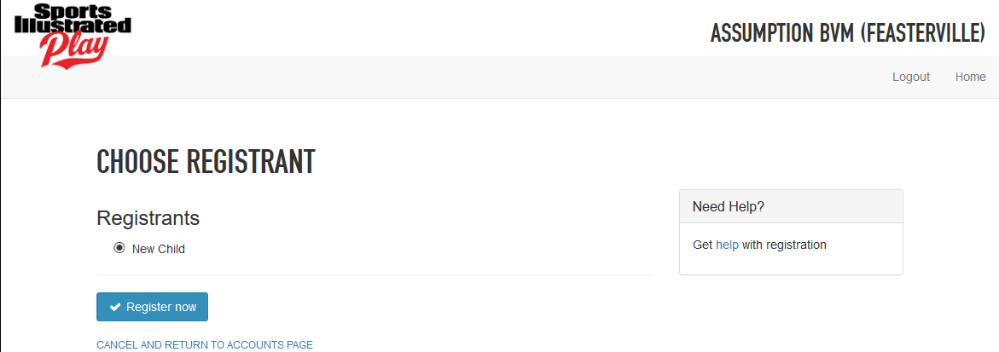 Sports
Illustrated
Play
ASSUMPTION BVM (FEASTERVILLE)
Logout Home
CHOOSE REGISTRANT
Registrants
New Child
Register now
CANCEL AND RETURN TO ACCOUNTS PAGE
Need Help?
Get help with registration